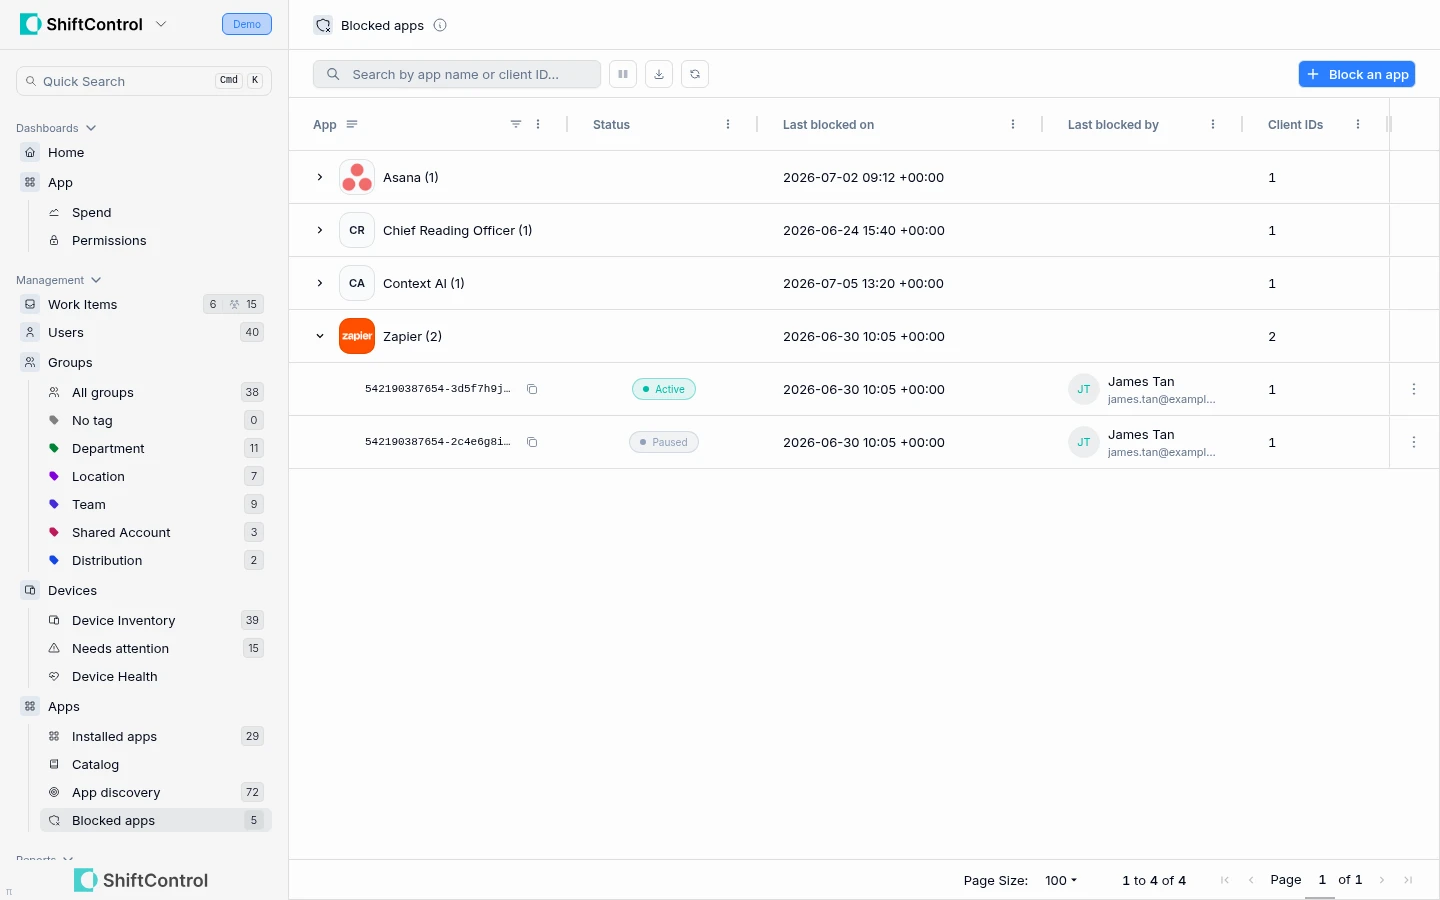 ShiftControl
Demo
Quick Search
Cmd
K
Dashboards
Home
App
Spend
Permissions
Management
Work Items
6
15
Users
40
Groups
All groups
38
No tag
0
Department
11
Location
7
Team
9
Shared Account
3
Distribution
2
Devices
Device Inventory
39
Needs attention
15
Device Health
Apps
Installed apps
29
Catalog
App discovery
72
Blocked apps
5
Reports
ShiftControl
π
Blocked apps
Search by app name or client ID...
Block an app
App Status Last blocked on Last blocked by Client IDs
Asana (1) 2026-07-02 09:12 +00:00 1
CR Chief Reading Officer (1) 2026-06-24 15:40 +00:00 1
CA Context AI (1) 2026-07-05 13:20 +00:00 1
zapier Zapier (2) 2026-06-30 10:05 +00:00 2
542190387654-3d5f7h9j… Active 2026-06-30 10:05 +00:00 JT James Tan 1
james.tan@exampl…
542190387654-2c4e6g8i… Paused 2026-06-30 10:05 +00:00 JT James Tan 1
james.tan@exampl…
Page Size: 100 1 to 4 of 4 Page 1 of 1